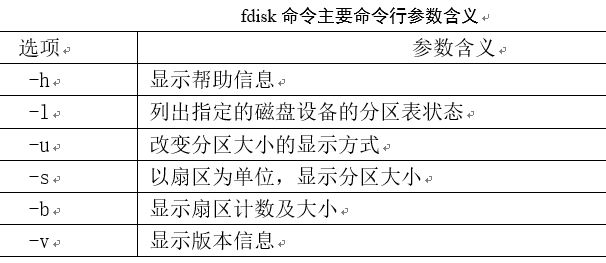 fdisk 命令主要命令行参数含义
选项 参数含义
-h 显示帮助信息
-l 列出指定的磁盘设备的分区表状态
-u 改变分区大小的显示方式
-s 以扇区为单位，显示分区大小
-b 显示扇区计数及大小
-v 显示版本信息